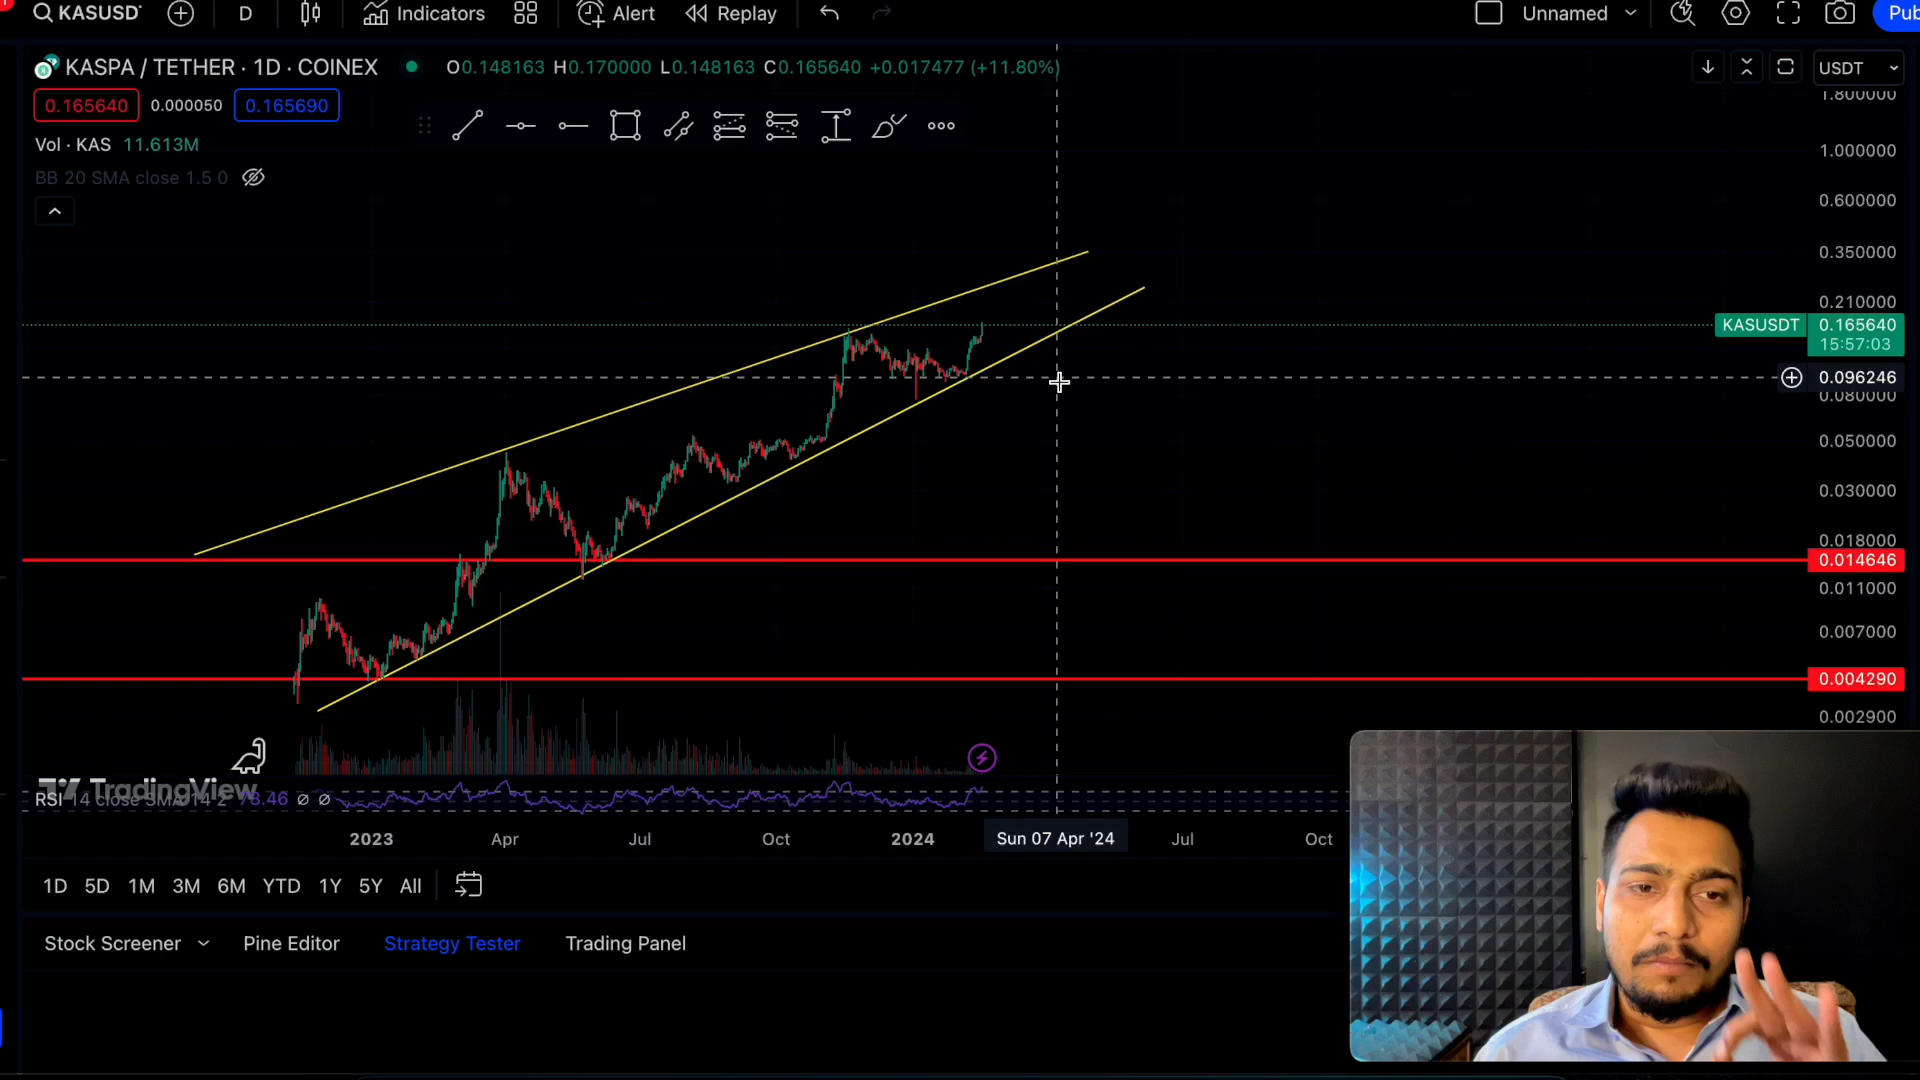 KASUSD
D
Indicators
Alert
Replay
Unnamed
Pub
KASPA / TETHER · 1D · COINEX
O0.148163 H0.170000 L0.148163 C0.165640 +0.017477 (+11.80%)
USDT
0.165640
0.000050
0.165690
Vol · KAS 11.613M
BB 20 SMA close 1.5 0
1.800000
1.000000
0.600000
0.350000
0.210000
KASUSDT 0.165640
15:57:03
0.096246
0.080000
0.050000
0.030000
0.018000
0.014646
0.011000
0.007000
0.004290
0.002900
TradingView
RSI 14 close SMA 14 2
2023
Apr
Jul
Oct
2024
Sun 07 Apr '24
Jul
Oct
1D 5D 1M 3M 6M YTD 1Y 5Y All
Stock Screener
Pine Editor
Strategy Tester
Trading Panel